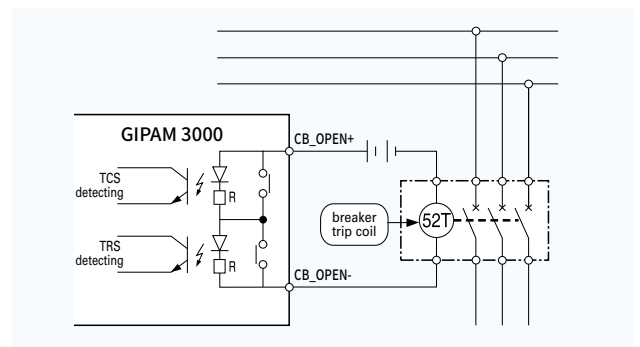 GIPAM 3000
CB_OPEN+
TCS
detecting
R
breaker
trip coil
52T
TRS
detecting
R
CB_OPEN-